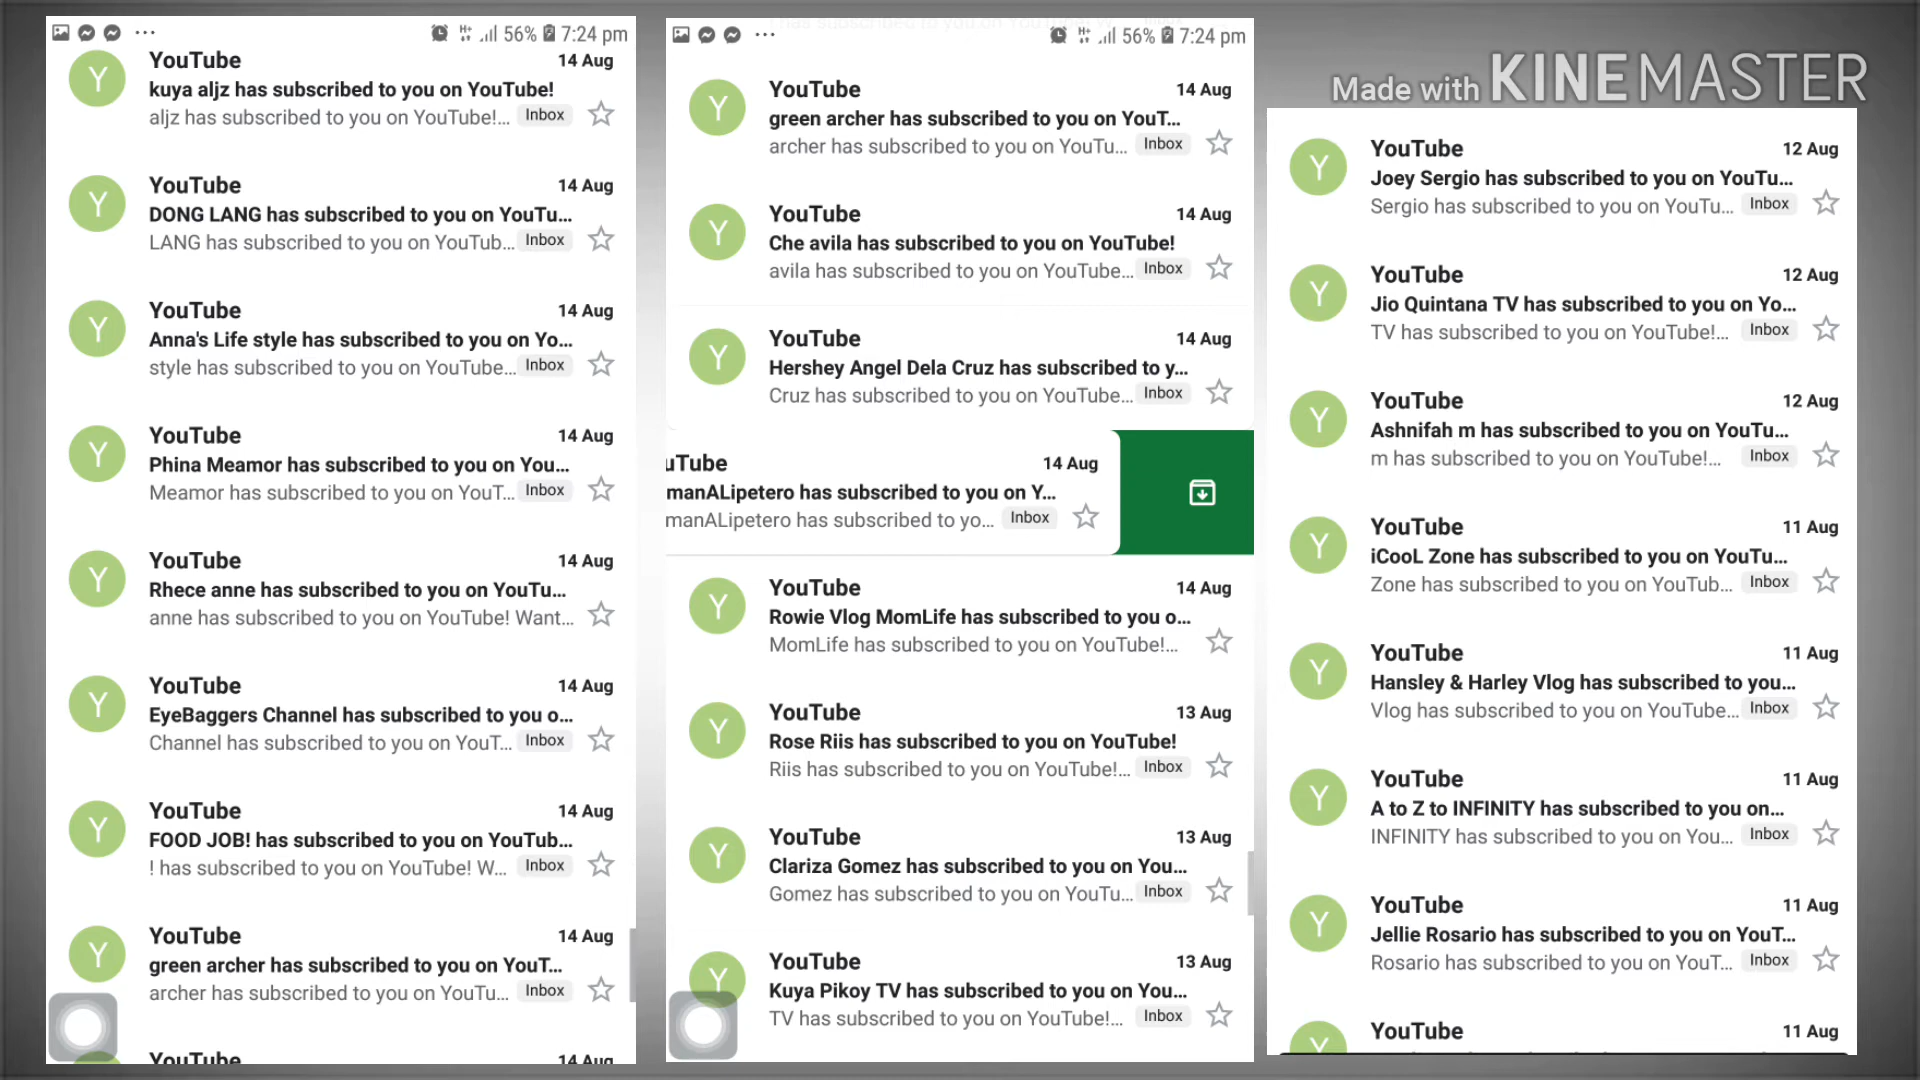 56% 7:24 pm
YouTube 14 Aug
kuya aljz has subscribed to you on YouTube!
aljz has subscribed to you on YouTube!... Inbox
YouTube 14 Aug
DONG LANG has subscribed to you on YouTu...
LANG has subscribed to you on YouTub... Inbox
YouTube 14 Aug
Anna's Life style has subscribed to you on Yo...
style has subscribed to you on YouTube... Inbox
YouTube 14 Aug
Phina Meamor has subscribed to you on You...
Meamor has subscribed to you on YouT... Inbox
YouTube 14 Aug
Rhece anne has subscribed to you on YouTu...
anne has subscribed to you on YouTube! Want...
YouTube 14 Aug
EyeBaggers Channel has subscribed to you o...
Channel has subscribed to you on YouT... Inbox
YouTube 14 Aug
FOOD JOB! has subscribed to you on YouTub...
! has subscribed to you on YouTube! W... Inbox
YouTube 14 Aug
green archer has subscribed to you on YouT...
archer has subscribed to you on YouTu... Inbox
YouTube 14 Aug
56% 7:24 pm
YouTube 14 Aug
green archer has subscribed to you on YouT...
archer has subscribed to you on YouTu... Inbox
YouTube 14 Aug
Che avila has subscribed to you on YouTube!
avila has subscribed to you on YouTube... Inbox
YouTube 14 Aug
Hershey Angel Dela Cruz has subscribed to y...
Cruz has subscribed to you on YouTube... Inbox
uTube 14 Aug
manALipetero has subscribed to you on Y...
manALipetero has subscribed to yo... Inbox
YouTube 14 Aug
Rowie Vlog MomLife has subscribed to you o...
MomLife has subscribed to you on YouTube!...
YouTube 13 Aug
Rose Riis has subscribed to you on YouTube!
Riis has subscribed to you on YouTube!... Inbox
YouTube 13 Aug
Clariza Gomez has subscribed to you on You...
Gomez has subscribed to you on YouTu... Inbox
YouTube 13 Aug
Kuya Pikoy TV has subscribed to you on You...
TV has subscribed to you on YouTube!... Inbox
Made with KINEMASTER
YouTube 12 Aug
Joey Sergio has subscribed to you on YouTu...
Sergio has subscribed to you on YouTu... Inbox
YouTube 12 Aug
Jio Quintana TV has subscribed to you on Yo...
TV has subscribed to you on YouTube!... Inbox
YouTube 12 Aug
Ashnifah m has subscribed to you on YouTu...
m has subscribed to you on YouTube!... Inbox
YouTube 11 Aug
iCooL Zone has subscribed to you on YouTu...
Zone has subscribed to you on YouTub... Inbox
YouTube 11 Aug
Hansley & Harley Vlog has subscribed to you...
Vlog has subscribed to you on YouTube... Inbox
YouTube 11 Aug
A to Z to INFINITY has subscribed to you on...
INFINITY has subscribed to you on You... Inbox
YouTube 11 Aug
Jellie Rosario has subscribed to you on YouT...
Rosario has subscribed to you on YouT... Inbox
YouTube 11 Aug